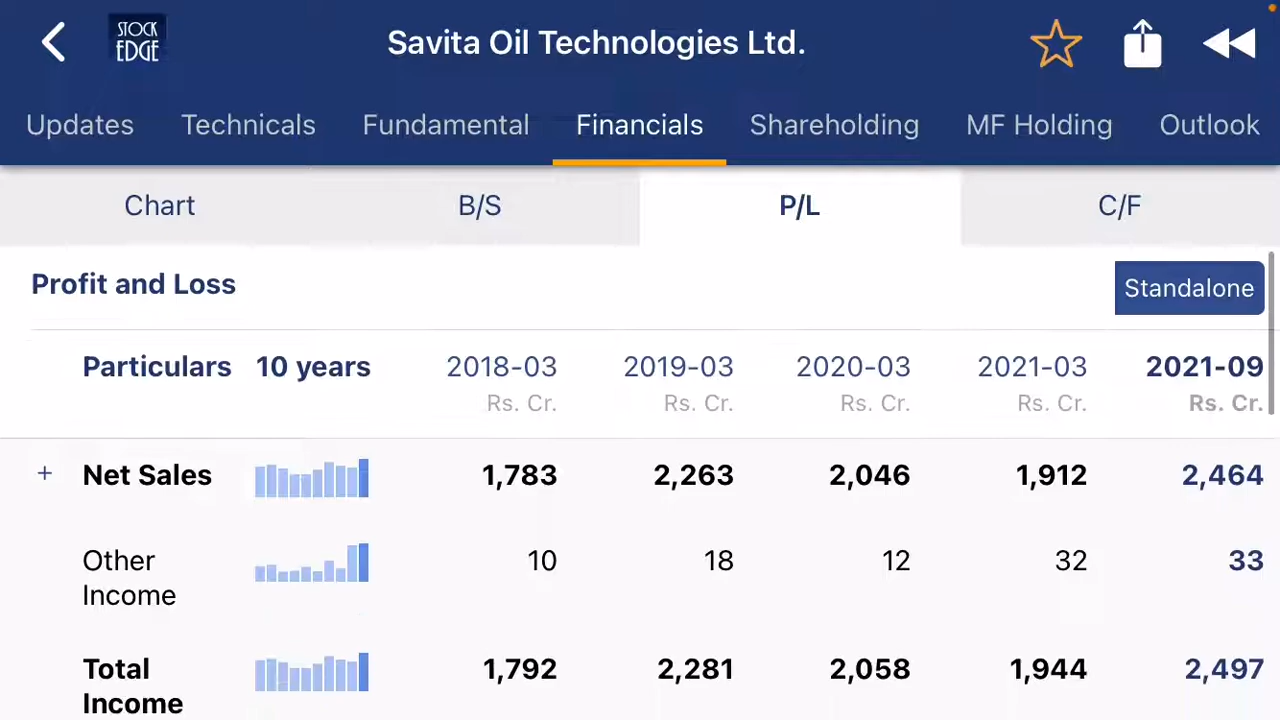 STOCK
EDGE
Savita Oil Technologies Ltd.
Updates Technicals Fundamental Financials Shareholding MF Holding Outlook
Chart B/S P/L C/F
Profit and Loss Standalone
Particulars 10 years 2018-03 2019-03 2020-03 2021-03 2021-09
Rs. Cr. Rs. Cr. Rs. Cr. Rs. Cr. Rs. Cr.
+ Net Sales 1,783 2,263 2,046 1,912 2,464
Other 10 18 12 32 33
Income
Total 1,792 2,281 2,058 1,944 2,497
Income